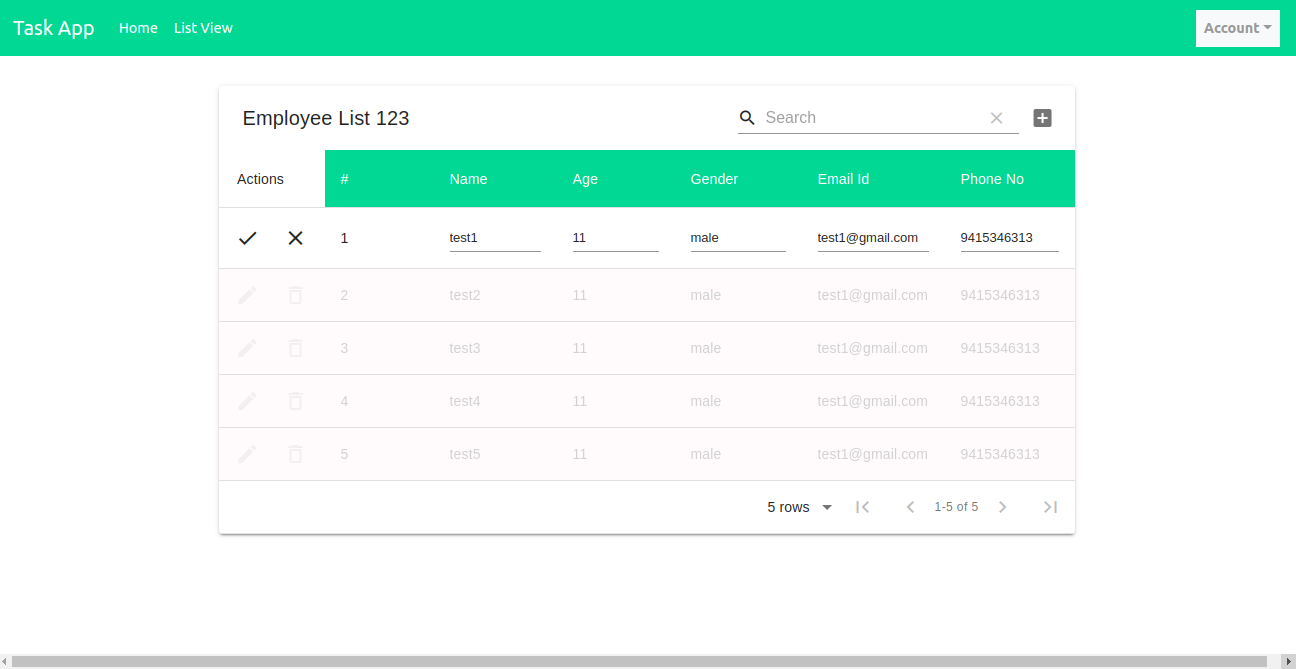 Task App Home List View Account
Employee List 123 Search
Actions # Name Age Gender Email Id Phone No
1 test1 11 male test1@gmail.com 9415346313
2 test2 11 male test1@gmail.com 9415346313
3 test3 11 male test1@gmail.com 9415346313
4 test4 11 male test1@gmail.com 9415346313
5 test5 11 male test1@gmail.com 9415346313
5 rows 1-5 of 5